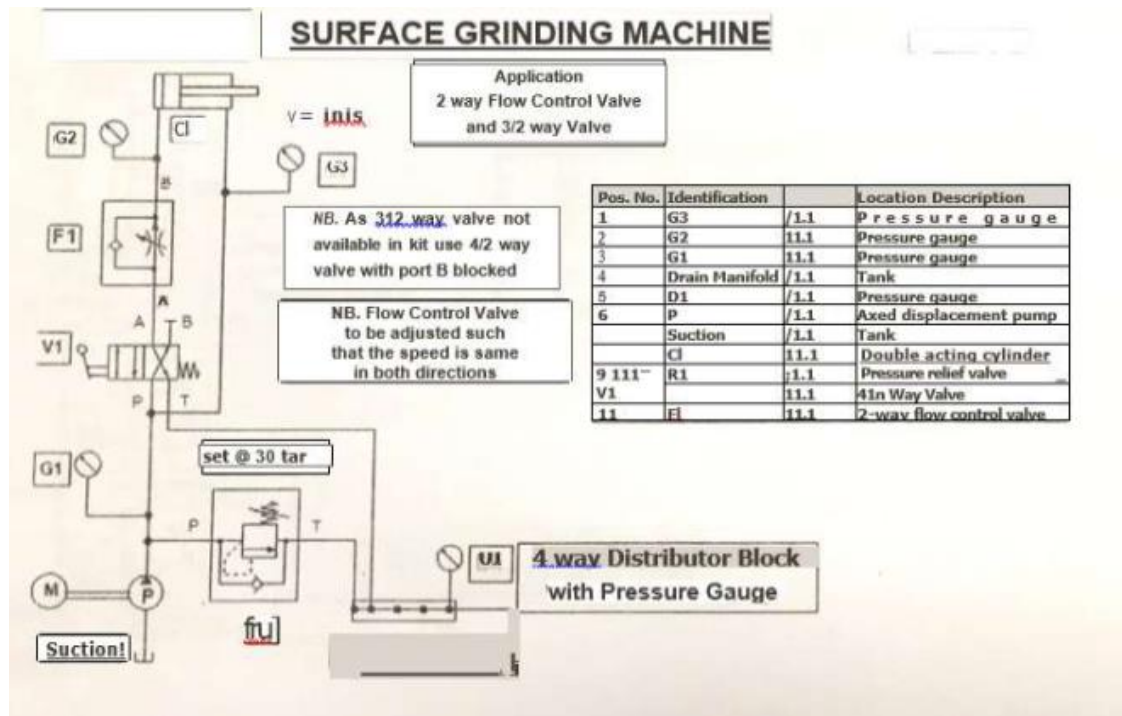 SURFACE GRINDING MACHINE
Application
2 way Flow Control Valve
and 3/2 way Valve
v= inis
Cl
G2
G3
B
F1
NB. As 312 way valve not
available in kit use 4/2 way
valve with port B blocked
NB. Flow Control Valve
to be adjusted such
that the speed is same
in both directions
A
A B
V1
P T
G1
set @ 30 tar
P T
M
P
Suction!
fru]
U1
4 way Distributor Block
with Pressure Gauge
Pos. No. Identification Location Description
1 G3 /1.1 Pressure gauge
2 G2 11.1 Pressure gauge
3 G1 11.1 Pressure gauge
4 Drain Manifold /1.1 Tank
5 D1 /1.1 Pressure gauge
6 P /1.1 Axed displacement pump
Suction /1.1 Tank
Cl 11.1 Double acting cylinder
9 111— R1 ;1.1 Pressure relief valve
V1 11.1 41n Way Valve
11 Fl 11.1 2-way flow control valve